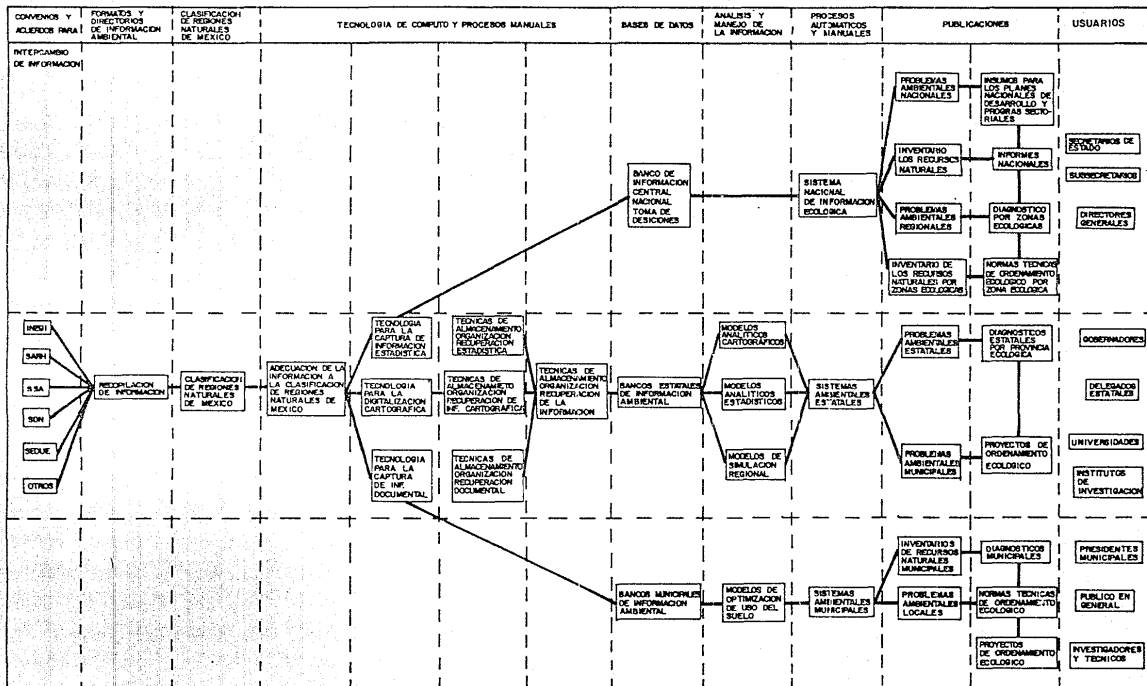 CONVENIOS Y
ACUERDOS PARA
FORMATOS Y
DIRECTORIOS
DE INFORMACION
AMBIENTAL
CLASIFICACION
DE REGIONES
NATURALES
DE MEXICO
TECNOLOGIA DE COMPUTO Y PROCESOS MANUALES
BASES DE DATOS
ANALISIS Y
MANEJO DE
LA INFORMACION
PROCESOS
AUTOMATICOS
Y MANUALES
PUBLICACIONES
USUARIOS
INTERCAMBIO
DE INFORMACION
PROBLEMAS
AMBIENTALES
NACIONALES
INSUMOS PARA
LOS PLANES
NACIONALES DE
DESARROLLO Y
PROGRAS SECTO-
RIALES
INVENTARIO
LOS RECURSOS
NATURALES
INFORMES
NACIONALES
SECRETARIOS DE
ESTADO
SUBSECRETARIOS
BANCO DE
INFORMACION
CENTRAL
NACIONAL
TOMA DE
DESICIONES
SISTEMA
NACIONAL
DE INFORMACION
ECOLOGICA
PROBLEMAS
AMBIENTALES
REGIONALES
DIAGNOSTICO
POR ZONAS
ECOLOGICAS
DIRECTORES
GENERALES
INVENTARIO DE
LOS RECURSOS
NATURALES POR
ZONAS ECOLOGICAS
NORMAS TECNICAS
DE ORDENAMIENTO
ECOLOGICO POR
ZONA ECOLOGICA
INEGI
SARH
S.SA
SDN
SEDUE
OTROS
RECOPILACION
DE INFORMACION
CLASIFICACION
DE REGIONES
NATURALES
DE MEXICO
ADECUACION DE LA
INFORMACION A
LA CLASIFICACION
DE REGIONES
NATURALES DE
MEXICO
TECNOLOGIA
PARA LA
CAPTURA DE
INFORMACION
ESTADISTICA
TECNOLOGIA
PARA LA
DIGITALIZACION
CARTOGRAFICA
TECNOLOGIA
PARA LA
CAPTURA
DE INF.
DOCUMENTAL
TECNICAS DE
ALMACENAMIENTO
ORGANIZACION
RECUPERACION
ESTADISTICA
TECNICAS DE
ALMACENAMIETO
ORGANIZACION
RECUPERACION DE
INF. CARTOGRAFICA
TECNICAS DE
ALMACENAMIENTO
ORGANIZACION
RECUPERACION
DOCUMENTAL
TECNICAS DE
ALMACENAMIENTO
ORGANIZACION
RECUPERACION
DE LA
INFORMACION
BANCOS ESTATALES
DE INFORMACION
AMBIENTAL
MODELOS
ANALITICOS
CARTOGRÁFICOS
MODELOS
ANALITICOS
ESTADISTICOS
MODELOS DE
SIMULACION
REGIONAL
SISTEMAS
AMBIENTALES
ESTATALES
PROBLEMAS
AMBIENTALES
ESTATALES
DIAGNOSTICOS
ESTATALES
POR PROVINCIA
ECOLOGICA
GOBERNADORES
DELEGADOS
ESTATALES
PROBLEMAS
AMBIENTALES
MUNICIPALES
PROYECTOS DE
ORDENAMIENTO
ECOLOGICO
UNIVERSIDADES
INSTITUTOS
DE
INVESTIGACION
BANCOS MUNICIPALES
DE INFORMACION
AMBIENTAL
MODELOS DE
OPTIMIZACION
DE USO DEL
SUELO
SISTEMAS
AMBIENTALES
MUNICIPALES
INVENTARIOS
DE RECURSOS
NATURALES
MUNICIPALES
DIAGNOSTICOS
MUNICIPALES
PRESIDENTES
MUNICIPALES
PROBLEMAS
AMBIENTALES
LOCALES
NORMAS TECNICAS
DE ORDENAMIENTO
ECOLOGICO
PUBLICO EN
GENERAL
PROYECTOS
DE ORDENAMIENTO
ECOLOGICO
INVESTIGADORES
Y TECNICOS